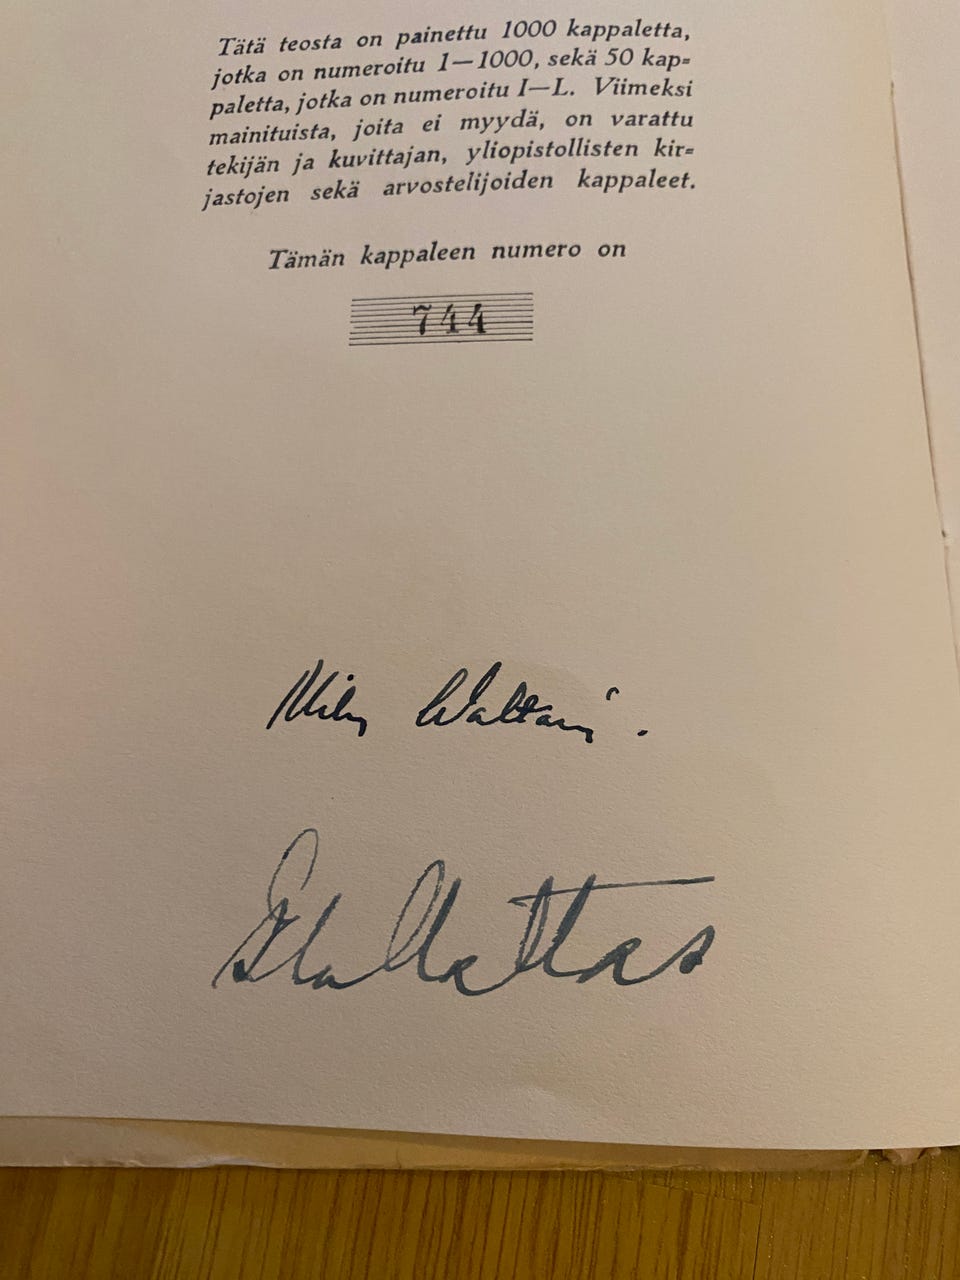 Tätä teosta on painettu 1000 kappaletta,
jotka on numeroitu 1—1000, sekä 50 kap=
paletta, jotka on numeroitu I—L. Viimeksi
mainituista, joita ei myydä, on varattu
tekijän ja kuvittajan, yliopistollisten kir=
jastojen sekä arvostelijoiden kappaleet.
Tämän kappaleen numero on
744
Mika Waltari.